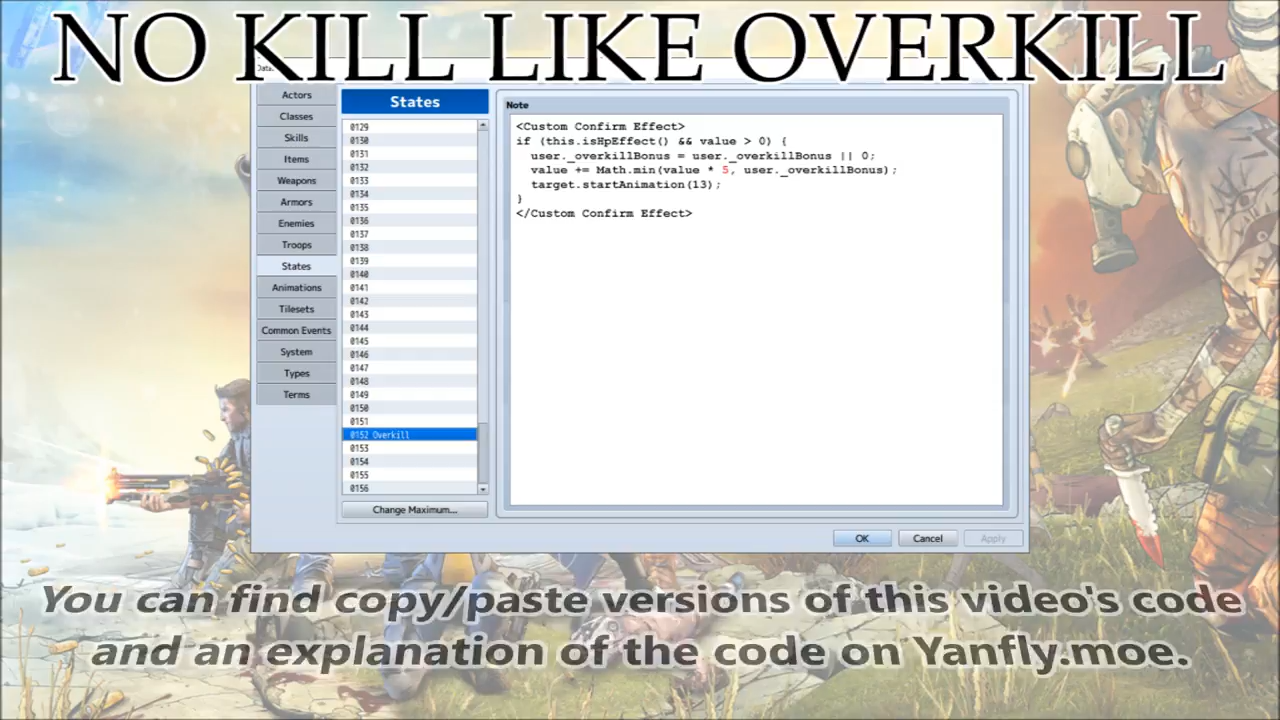 NO KILL LIKE OVERKILL
Actors
Classes
Skills
Items
Weapons
Armors
Enemies
Troops
States
Animations
Tilesets
Common Events
System
Types
Terms
States
0129
0130
0131
0132
0133
0134
0135
0136
0137
0138
0139
0140
0141
0142
0143
0144
0145
0146
0147
0148
0149
0150
0151
0152 Overkill
0153
0154
0155
0156
Change Maximum...
Note
<Custom Confirm Effect>
if (this.isHpEffect() && value > 0) {
  user._overkillBonus = user._overkillBonus || 0;
  value += Math.min(value * 5, user._overkillBonus);
  target.startAnimation(13);
}
</Custom Confirm Effect>
OK
Cancel
Apply
You can find copy/paste versions of this video's code
and an explanation of the code on Yanfly.moe.